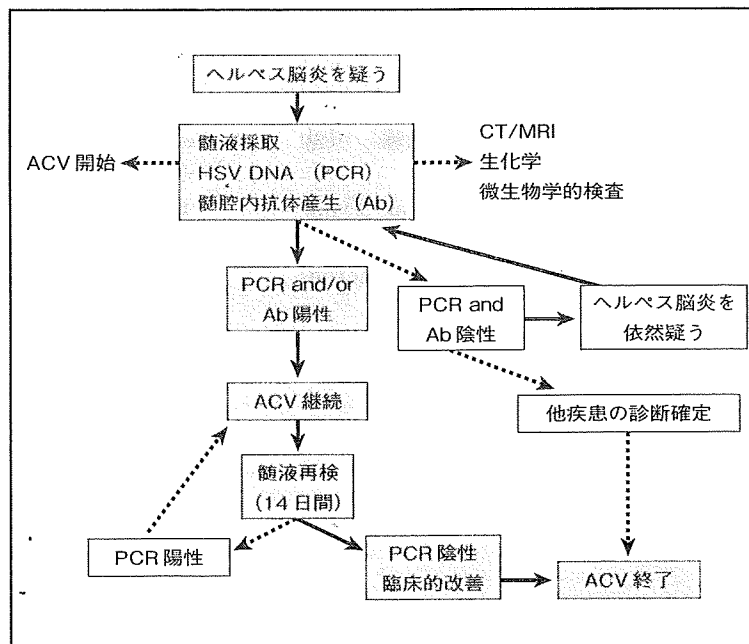 ヘルペス脳炎を疑う
ACV 開始
髄液採取
HSV DNA (PCR)
髄腔内抗体産生 (Ab)
CT/MRI
生化学
微生物学的検査
PCR and/or
Ab 陽性
PCR and
Ab 陰性
ヘルペス脳炎を
依然疑う
ACV 継続
他疾患の診断確定
髄液再検
(14 日間)
PCR 陽性
PCR 陰性
臨床的改善
ACV 終了